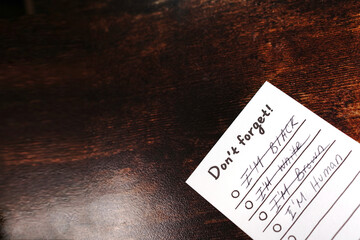 Don't forget!
I'M BLACK
I'M WHITE
I'M Brown
I'M Human